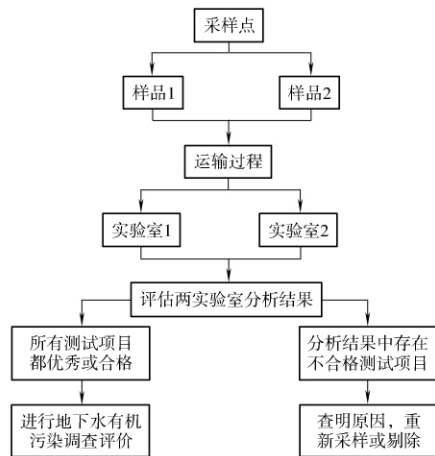 采样点
样品1
样品2
运输过程
实验室1
实验室2
评估两实验室分析结果
所有测试项目
都优秀或合格
分析结果中存在
不合格测试项目
进行地下水有机
污染调查评价
查明原因，重
新采样或剔除